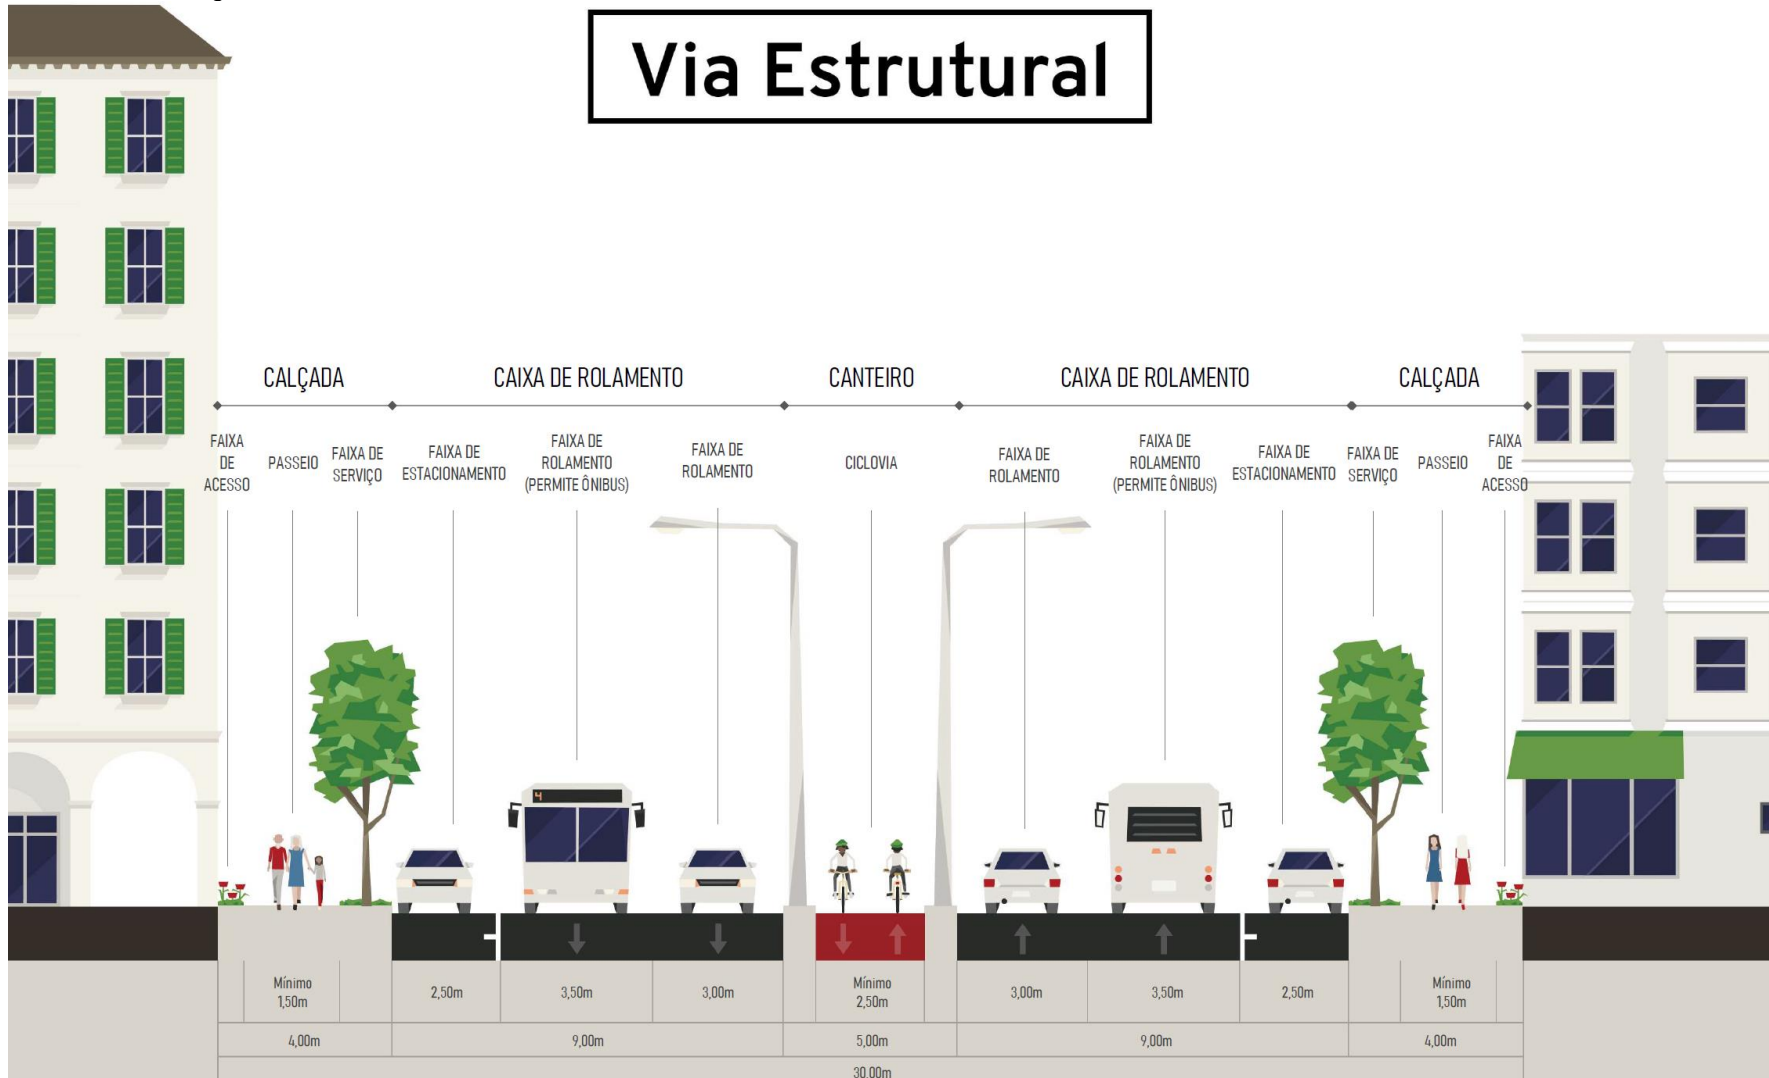 Via Estrutural
CALÇADA
CAIXA DE ROLAMENTO
CANTEIRO
CAIXA DE ROLAMENTO
CALÇADA
FAIXA
DE
ACESSO
PASSEIO
FAIXA DE
SERVIÇO
FAIXA DE
ESTACIONAMENTO
FAIXA DE
ROLAMENTO
(PERMITE ÔNIBUS)
FAIXA DE
ROLAMENTO
CICLOVIA
FAIXA DE
ROLAMENTO
FAIXA DE
ROLAMENTO
(PERMITE ÔNIBUS)
FAIXA DE
ESTACIONAMENTO
FAIXA DE
SERVIÇO
PASSEIO
FAIXA
DE
ACESSO
4
Mínimo
1,50m
2,50m
3,50m
3,00m
Mínimo
2,50m
3,00m
3,50m
2,50m
Mínimo
1,50m
4,00m
9,00m
5,00m
9,00m
4,00m
30,00m